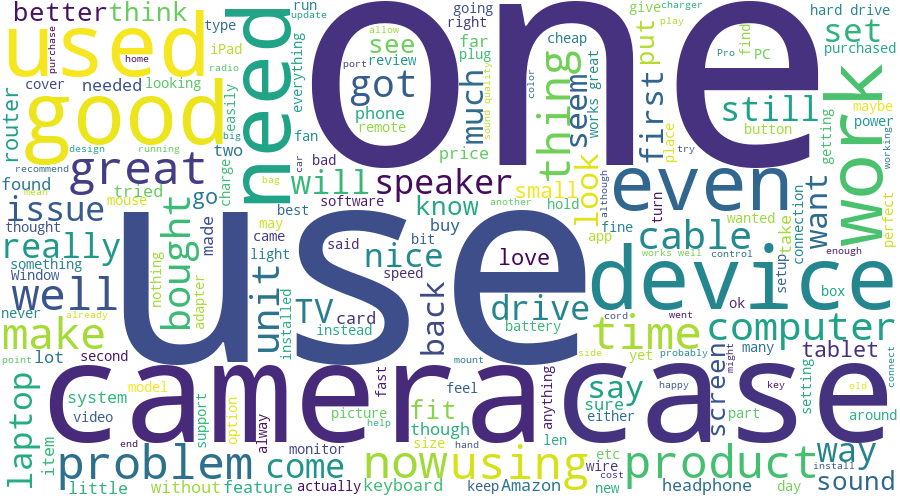 better
think
used
good
need
one
run
update
going
give
charger
right
play
hard drive
set
type
iPad
everything
got
see
far
review
plug
cheap
put
find
Pro
PC
purchased
allow
port
purchase
home
radio
cover
needed
looking
easily
phone
much
sound quality
color
thing
seem
works great
first
place
still
button
getting
maybe
power
work
working
router
design
running
big
two
fan
remote
great
price
try
recommend
found
mean
mouse
tried
charge
car
bad
will
speaker
small
although
even
turn
want
perfect
go
bag
software
another
hold
look
issue
thought
bought
made
best
may
came
said
bit
know
buy
fine
app
wanted
cable
take
connection
really
something
Window
nothing
adapter
light
nice
love
works well
control
setup
enough
use
device
never
well
unit
installed
TV
speed
card
back
drive
ok
box
already
instead
battery
cord
went
time
computer
make
point
lot
second
fast
mount
side
yet
probably
many
tablet
might
cameracase
laptop
system
model
feel
anything
say
happy
screen
key
setting
old
connect
video
support
option
alway
picture
help
fit
though
sure
either
part
around
item
end
monitor
size
hand
len
etc
wire
way
install
problem
come
now
using
product
cost
little
without
feature
actually
keyboard
keep
Amazon
new
headphone
day
sound